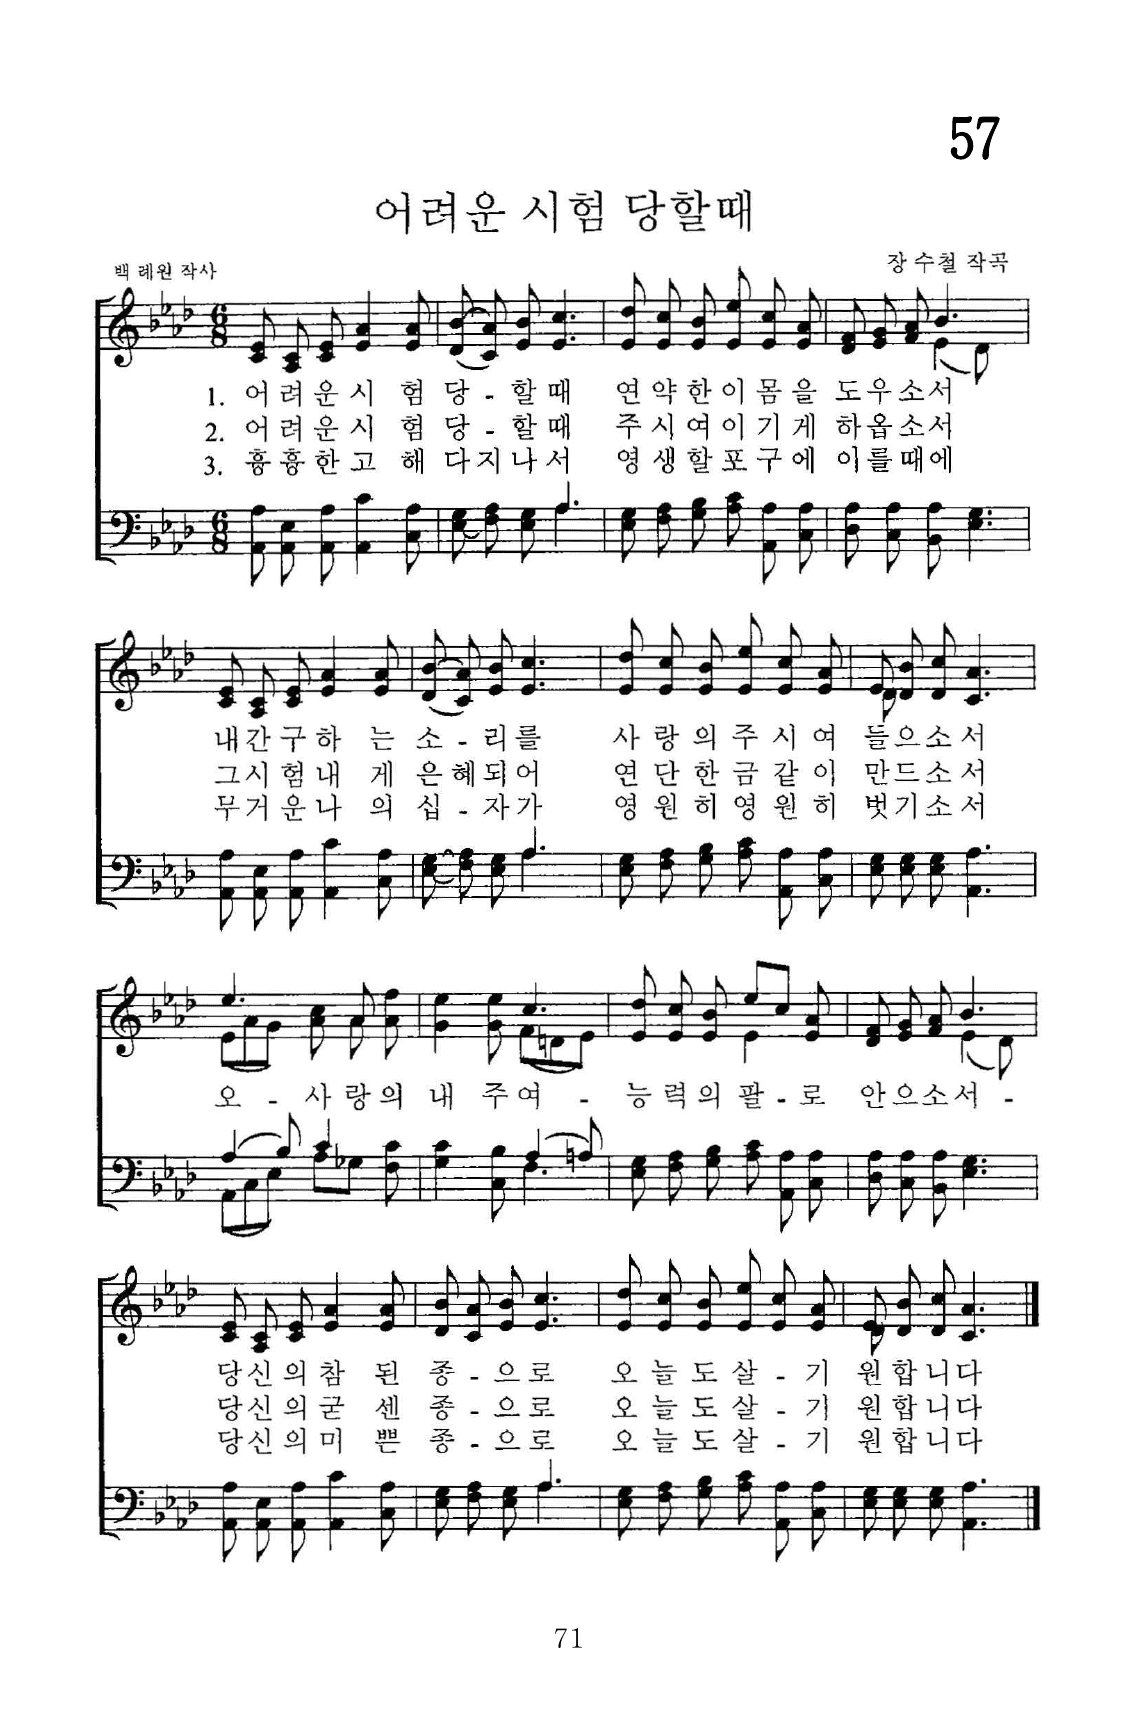 57
어려운 시험 당할때
백 례원 작사
장 수철 작곡
1. 어 려 운 시 험 당 - 할 때 연 약 한 이 몸 을 도 우 소 서
2. 어 려 운 시 험 당 - 할 때 주 시 여 이 기 게 하 옵 소 서
3. 흉 흉 한 고 해 다 지 나 서 영 생 할 포 구 에 이 를 때 에
내 간 구 하 는 소 - 리 를 사 랑 의 주 시 여 들 으 소 서
그 시 험 내 게 은 혜 되 어 연 단 한 금 같 이 만 드 소 서
무 거 운 나 의 십 - 자 가 영 원 히 영 원 히 벗 기 소 서
오 - 사 랑 의 내 주 여 - 능 력 의 팔 - 로 안 으 소 서 -
당 신 의 참 된 종 - 으 로 오 늘 도 살 - 기 원 합 니 다
당 신 의 굳 센 종 - 으 로 오 늘 도 살 - 기 원 합 니 다
당 신 의 미 쁜 종 - 으 로 오 늘 도 살 - 기 원 합 니 다
71